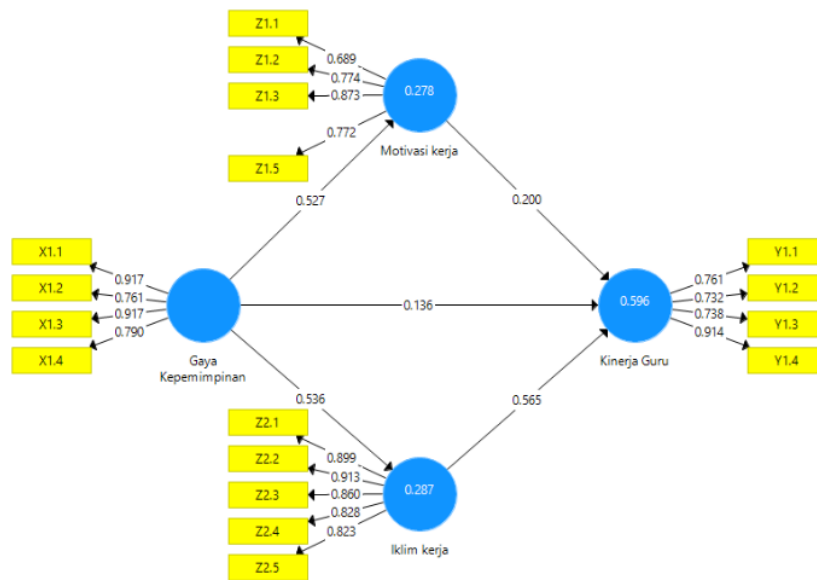 Z1.1
Z1.2
Z1.3
Z1.5
0.689
0.774
0.873
0.772
0.278
Motivasi kerja
0.527
0.200
X1.1
X1.2
X1.3
X1.4
0.917
0.761
0.917
0.790
Gaya
Kepemimpinan
0.136
0.596
Kinerja Guru
0.761
0.732
0.738
0.914
Y1.1
Y1.2
Y1.3
Y1.4
0.536
0.565
Z2.1
Z2.2
Z2.3
Z2.4
Z2.5
0.899
0.913
0.860
0.828
0.823
0.287
Iklim kerja